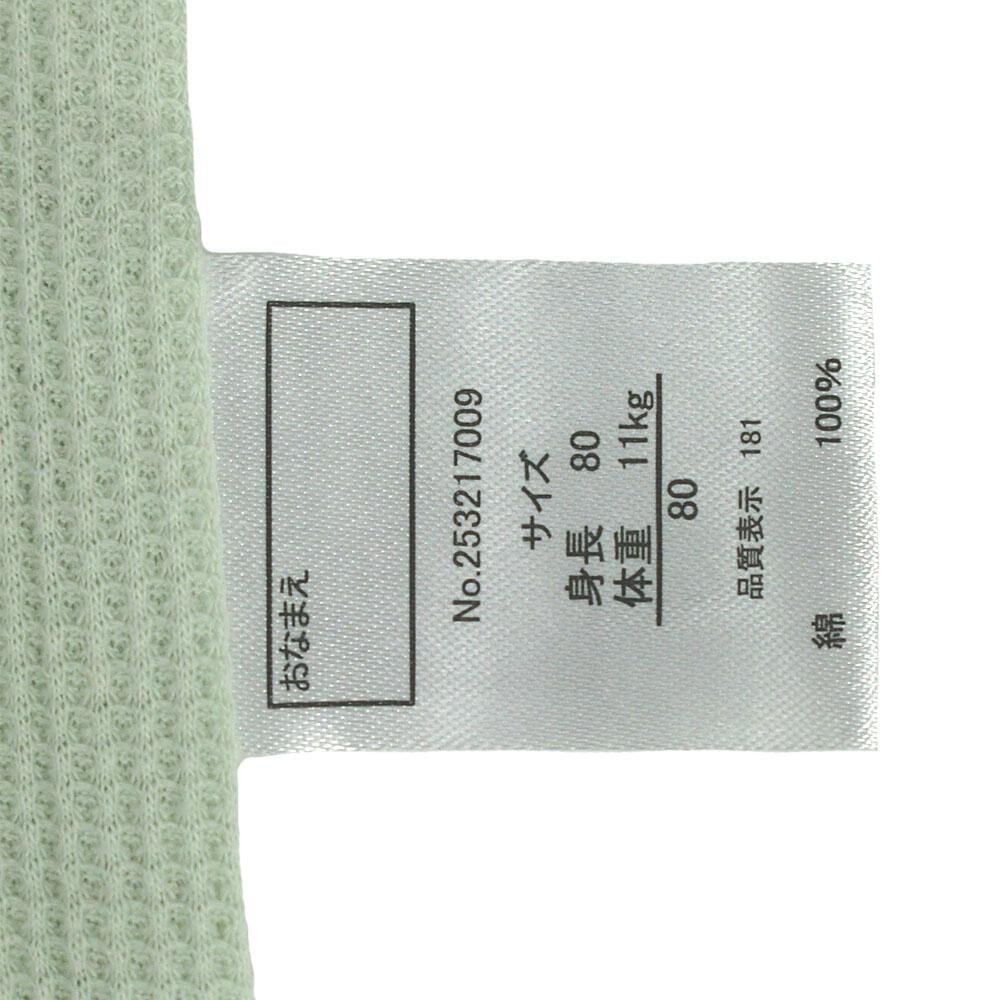 おなまえ
No.253217009
サイズ
身長 80
体重 11kg
80
品質表示 181
綿 100%